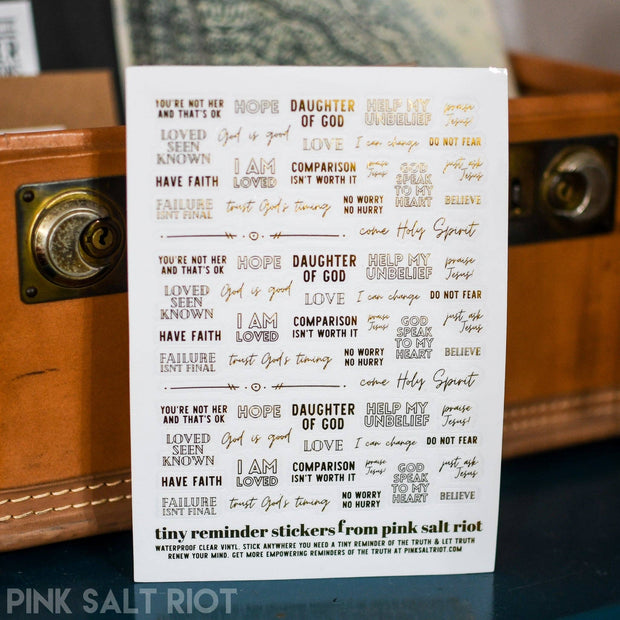 YOU'RE NOT HER
AND THAT'S OK
HOPE
DAUGHTER
OF GOD
HELP MY
UNBELIEF
praise
Jesus!
LOVED
SEEN
KNOWN
God is good
LOVE
I can change
DO NOT FEAR
HAVE FAITH
I AM
LOVED
COMPARISON
ISN'T WORTH IT
praise
Jesus!
GOD
SPEAK
TO MY
HEART
just ask
Jesus
FAILURE
ISNT FINAL
trust God's timing
NO WORRY
NO HURRY
BELIEVE
come Holy Spirit
YOU'RE NOT HER
AND THAT'S OK
HOPE
DAUGHTER
OF GOD
HELP MY
UNBELIEF
praise
Jesus!
LOVED
SEEN
KNOWN
God is good
LOVE
I can change
DO NOT FEAR
HAVE FAITH
I AM
LOVED
COMPARISON
ISN'T WORTH IT
praise
Jesus!
GOD
SPEAK
TO MY
HEART
just ask
Jesus
FAILURE
ISNT FINAL
trust God's timing
NO WORRY
NO HURRY
BELIEVE
come Holy Spirit
YOU'RE NOT HER
AND THAT'S OK
HOPE
DAUGHTER
OF GOD
HELP MY
UNBELIEF
praise
Jesus!
LOVED
SEEN
KNOWN
God is good
LOVE
I can change
DO NOT FEAR
HAVE FAITH
I AM
LOVED
COMPARISON
ISN'T WORTH IT
praise
Jesus!
GOD
SPEAK
TO MY
HEART
just ask
Jesus
FAILURE
ISNT FINAL
trust God's timing
NO WORRY
NO HURRY
BELIEVE
tiny reminder stickers from pink salt riot
WATERPROOF CLEAR VINYL. STICK ANYWHERE YOU NEED A TINY REMINDER OF THE TRUTH & LET TRUTH
RENEW YOUR MIND. GET MORE EMPOWERING REMINDERS OF THE TRUTH AT PINKSALTRIOT.COM
PINK SALT RIOT